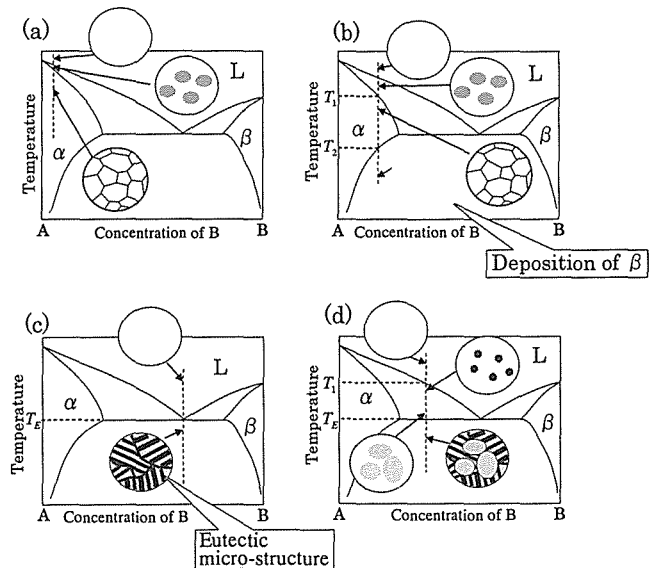 (a)
L
Temperature
α
β
A Concentration of B B
(b)
L
Temperature
T1
T2
α
β
A Concentration of B B
Deposition of β
(c)
L
Temperature
TE
α
β
A Concentration of B B
Eutectic
micro-structure
(d)
L
Temperature
T1
TE
α
β
A Concentration of B B